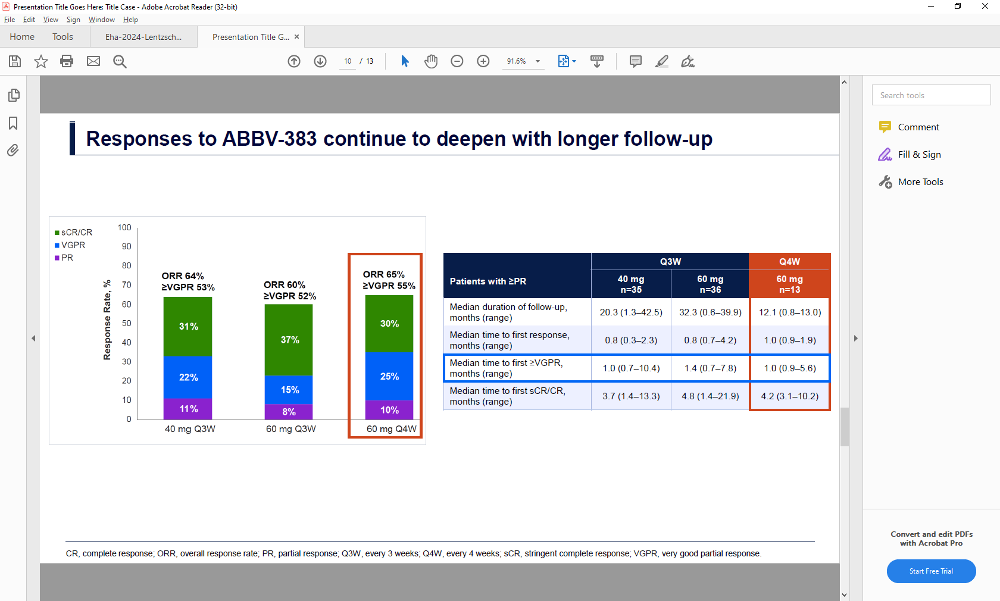 Presentation Title Goes Here: Title Case - Adobe Acrobat Reader (32-bit)
File Edit View Sign Window Help
Home Tools Eha-2024-Lentzsch... Presentation Title G... ×
10 / 13 91.6%
Search tools
Comment
Fill & Sign
More Tools
Convert and edit PDFs
with Acrobat Pro
Start Free Trial
Responses to ABBV-383 continue to deepen with longer follow-up
sCR/CR
VGPR
PR
Response Rate, %
100
90
80
70
60
50
40
30
20
10
0
ORR 64%
≥VGPR 53%
31%
22%
11%
40 mg Q3W
ORR 60%
≥VGPR 52%
37%
15%
8%
60 mg Q3W
ORR 65%
≥VGPR 55%
30%
25%
10%
60 mg Q4W
Q3W Q4W
Patients with ≥PR
40 mg 60 mg 60 mg
n=35 n=36 n=13
Median duration of follow-up,
months (range)
20.3 (1.3–42.5) 32.3 (0.6–39.9) 12.1 (0.8–13.0)
Median time to first response,
months (range)
0.8 (0.3–2.3) 0.8 (0.7–4.2) 1.0 (0.9–1.9)
Median time to first ≥VGPR,
months (range)
1.0 (0.7–10.4) 1.4 (0.7–7.8) 1.0 (0.9–5.6)
Median time to first sCR/CR,
months (range)
3.7 (1.4–13.3) 4.8 (1.4–21.9) 4.2 (3.1–10.2)
CR, complete response; ORR, overall response rate; PR, partial response; Q3W, every 3 weeks; Q4W, every 4 weeks; sCR, stringent complete response; VGPR, very good partial response.